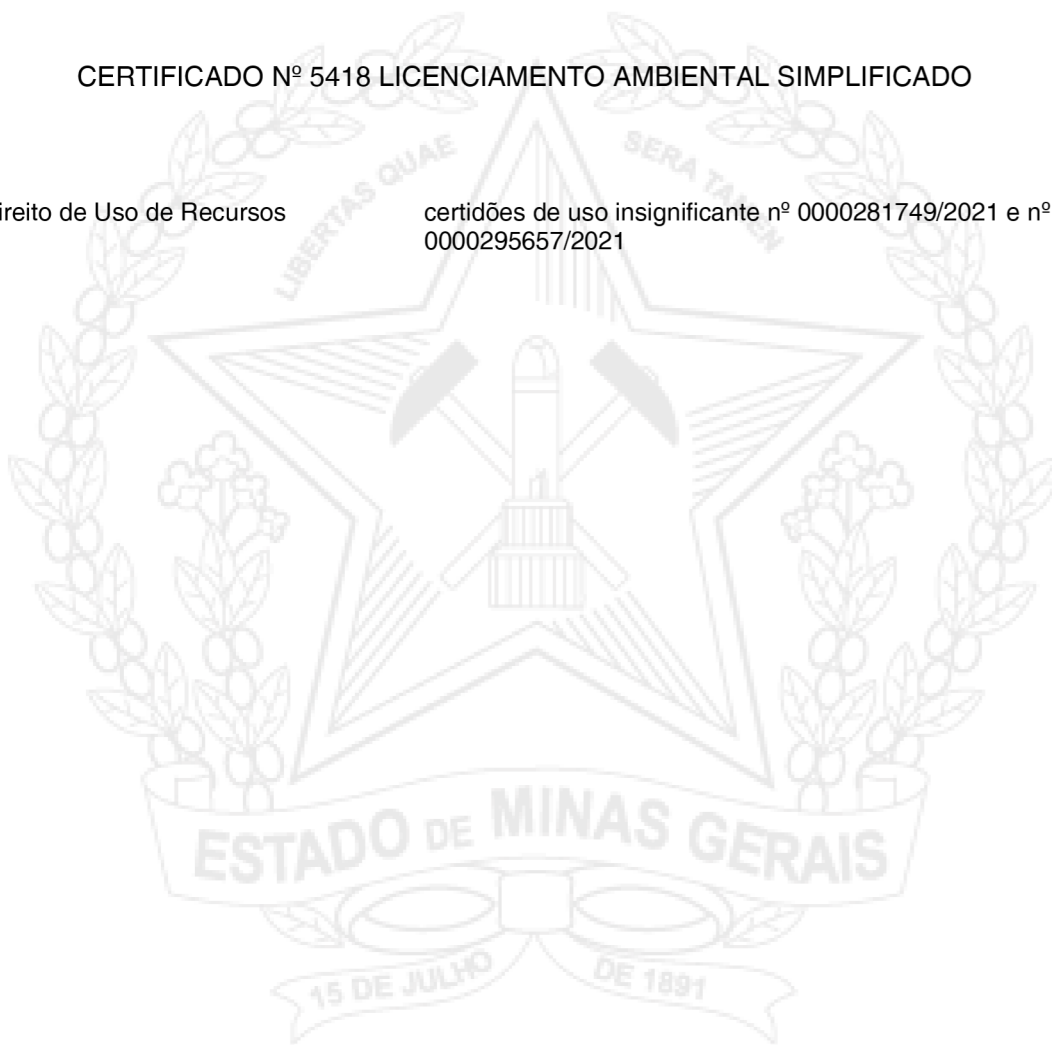 CERTIFICADO Nº 5418 LICENCIAMENTO AMBIENTAL SIMPLIFICADO
ireito de Uso de Recursos
certidões de uso insignificante nº 0000281749/2021 e nº
0000295657/2021
LIBERTAS QUAE SERA TAMEN
ESTADO DE MINAS GERAIS
15 DE JULHO DE 1891